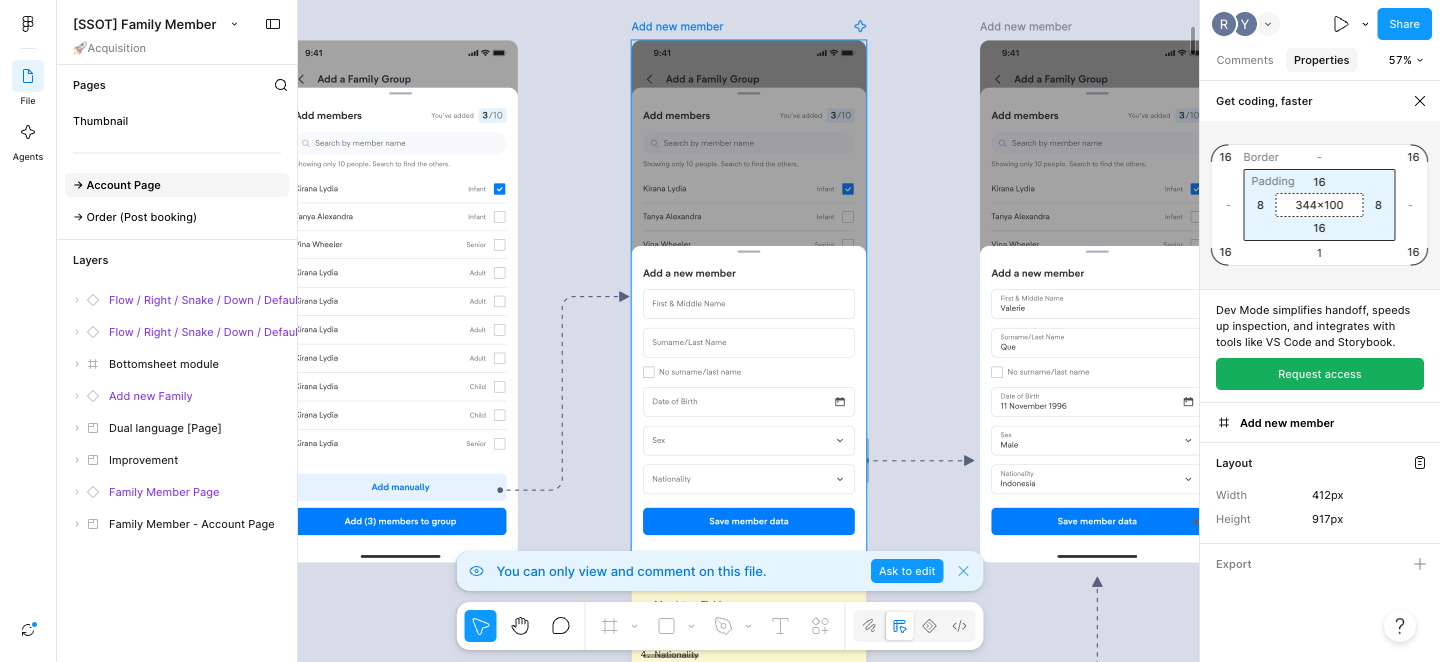 [SSOT] Family Member
🚀Acquisition
File
Agents
Pages
Thumbnail
→ Account Page
→ Order (Post booking)
Layers
Flow / Right / Snake / Down / Defaul
Flow / Right / Snake / Down / Defaul
Bottomsheet module
Add new Family
Dual language [Page]
Improvement
Family Member Page
Family Member - Account Page
9:41
Add a Family Group
Add members
You've added
3/10
Search by member name
Showing only 10 people. Search to find the others.
Kirana Lydia
Infant
Tanya Alexandra
Infant
Vina Wheeler
Senior
Kirana Lydia
Adult
Kirana Lydia
Adult
Kirana Lydia
Adult
Kirana Lydia
Adult
Kirana Lydia
Child
Kirana Lydia
Child
Kirana Lydia
Senior
Add manually
Add (3) members to group
Add new member
9:41
Add a Family Group
Add members
You've added
3/10
Search by member name
Showing only 10 people. Search to find the others.
Kirana Lydia
Infant
Tanya Alexandra
Infant
Vina Wheeler
Senior
Add a new member
First & Middle Name
Surname/Last Name
No surname/last name
Date of Birth
Sex
Nationality
Save member data
4. Nationality
Add new member
9:41
Add a Family Group
Add members
You've added
3/10
Search by member name
Showing only 10 people. Search to find the others.
Kirana Lydia
Infant
Tanya Alexandra
Infant
Vina Wheeler
Senior
Add a new member
First & Middle Name
Valerie
Surname/Last Name
Que
No surname/last name
Date of Birth
11 November 1996
Sex
Male
Nationality
Indonesia
Save member data
You can only view and comment on this file.
Ask to edit
R
Y
Share
Comments
Properties
57%
Get coding, faster
16
Border
-
16
Padding
16
-
8
344×100
8
-
16
16
1
16
Dev Mode simplifies handoff, speeds
up inspection, and integrates with
tools like VS Code and Storybook.
Request access
Add new member
Layout
Width
412px
Height
917px
Export
?